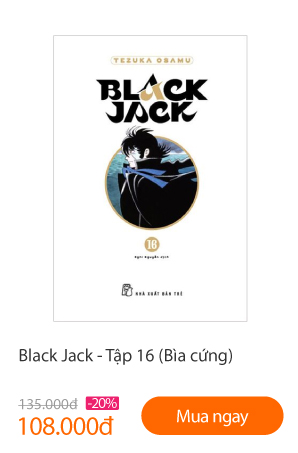 TEZUKA OSAMU
BLACK
JACK
16
Ngân Nguyễn dịch
NHÀ XUẤT BẢN TRẺ
Black Jack - Tập 16 (Bìa cứng)
135.000đ -20%
108.000đ
Mua ngay